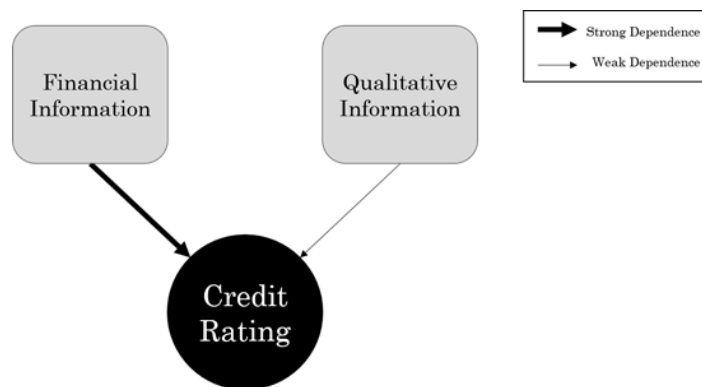 Financial
Information
Qualitative
Information
Strong Dependence
Weak Dependence
Credit
Rating